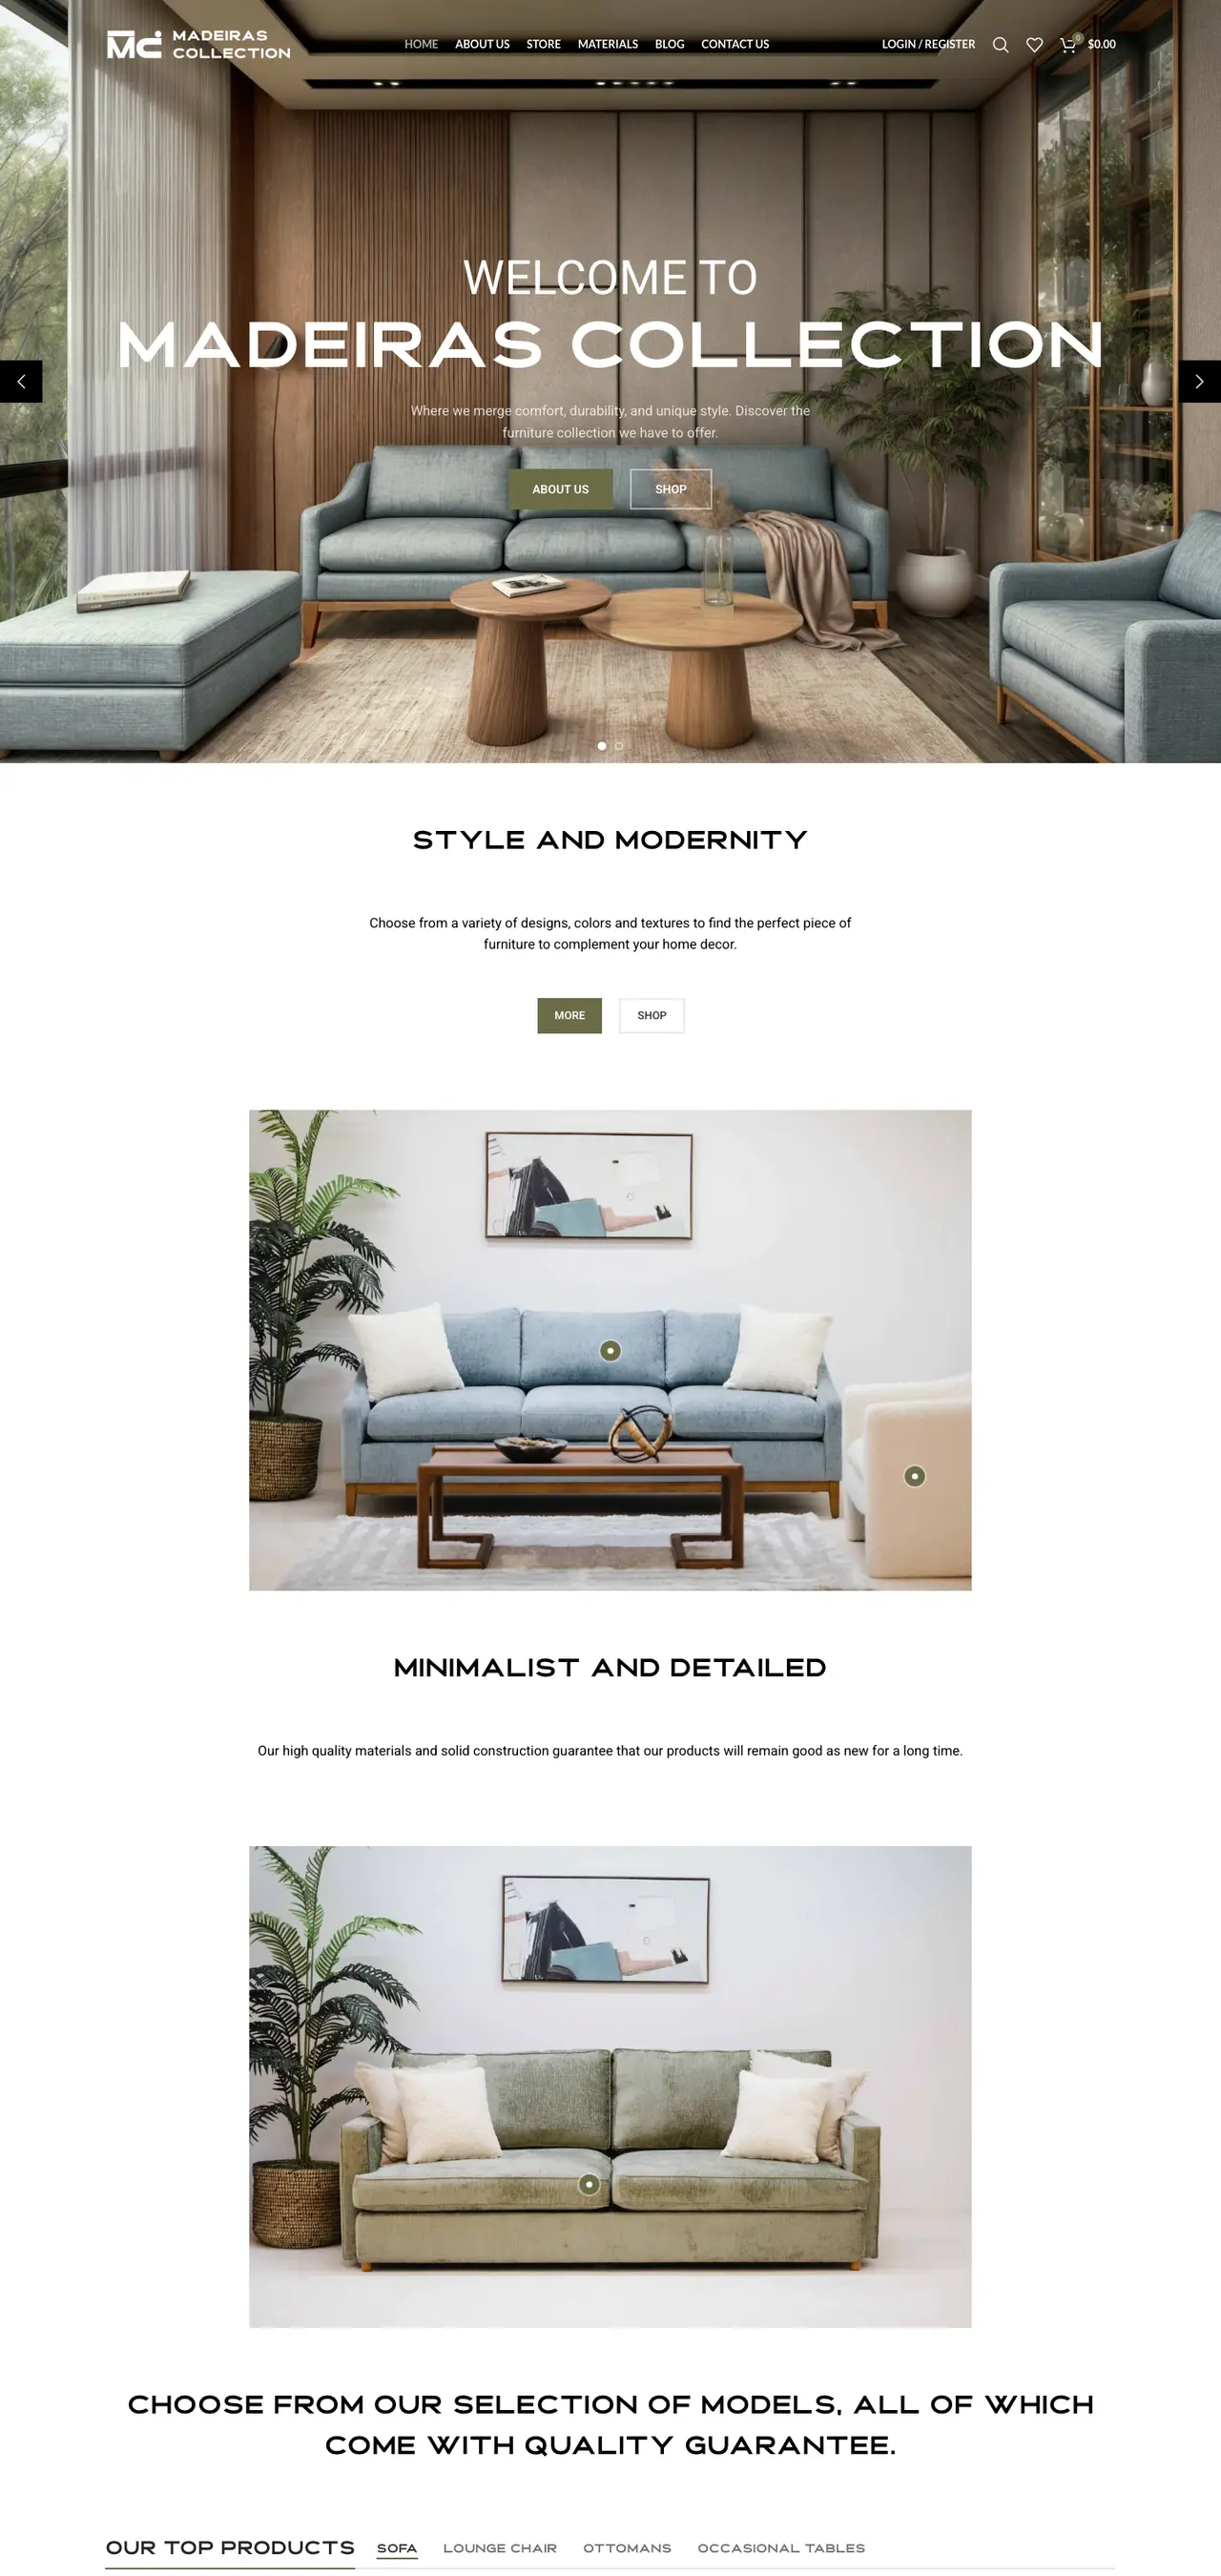 MADEIRAS
COLLECTION
HOME ABOUT US STORE MATERIALS BLOG CONTACT US
LOGIN / REGISTER 0 $0.00
WELCOME TO
MADEIRAS COLLECTION
Where we merge comfort, durability, and unique style. Discover the
furniture collection we have to offer.
ABOUT US SHOP
STYLE AND MODERNITY
Choose from a variety of designs, colors and textures to find the perfect piece of
furniture to complement your home decor.
MORE SHOP
MINIMALIST AND DETAILED
Our high quality materials and solid construction guarantee that our products will remain good as new for a long time.
CHOOSE FROM OUR SELECTION OF MODELS, ALL OF WHICH
COME WITH QUALITY GUARANTEE.
OUR TOP PRODUCTS SOFA LOUNGE CHAIR OTTOMANS OCCASIONAL TABLES